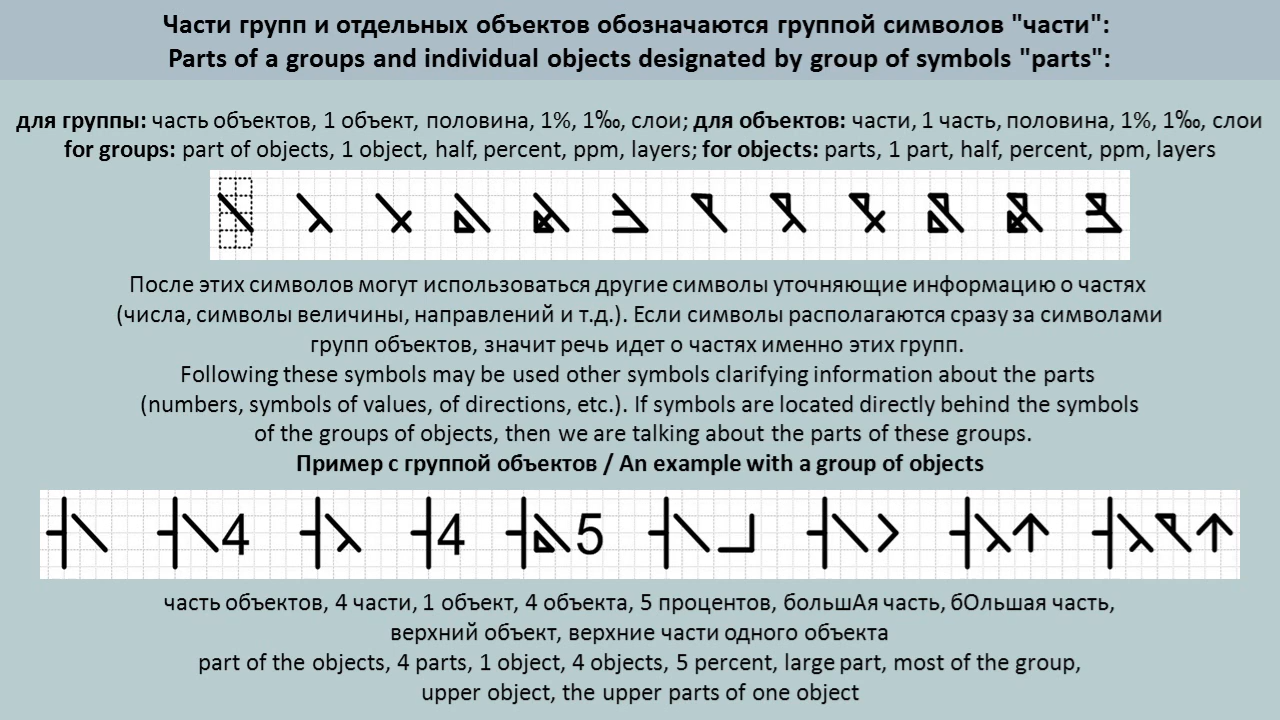 Части групп и отдельных объектов обозначаются группой символов "части":
Parts of a groups and individual objects designated by group of symbols "parts":
для группы: часть объектов, 1 объект, половина, 1%, 1‰, слои; для объектов: части, 1 часть, половина, 1%, 1‰, слои
for groups: part of objects, 1 object, half, percent, ppm, layers; for objects: parts, 1 part, half, percent, ppm, layers
После этих символов могут использоваться другие символы уточняющие информацию о частях
(числа, символы величины, направлений и т.д.). Если символы располагаются сразу за символами
групп объектов, значит речь идет о частях именно этих групп.
Following these symbols may be used other symbols clarifying information about the parts
(numbers, symbols of values, of directions, etc.). If symbols are located directly behind the symbols
of the groups of objects, then we are talking about the parts of these groups.
Пример с группой объектов / An example with a group of objects
4 4 5
часть объектов, 4 части, 1 объект, 4 объекта, 5 процентов, большАя часть, бОльшая часть,
верхний объект, верхние части одного объекта
part of the objects, 4 parts, 1 object, 4 objects, 5 percent, large part, most of the group,
upper object, the upper parts of one object